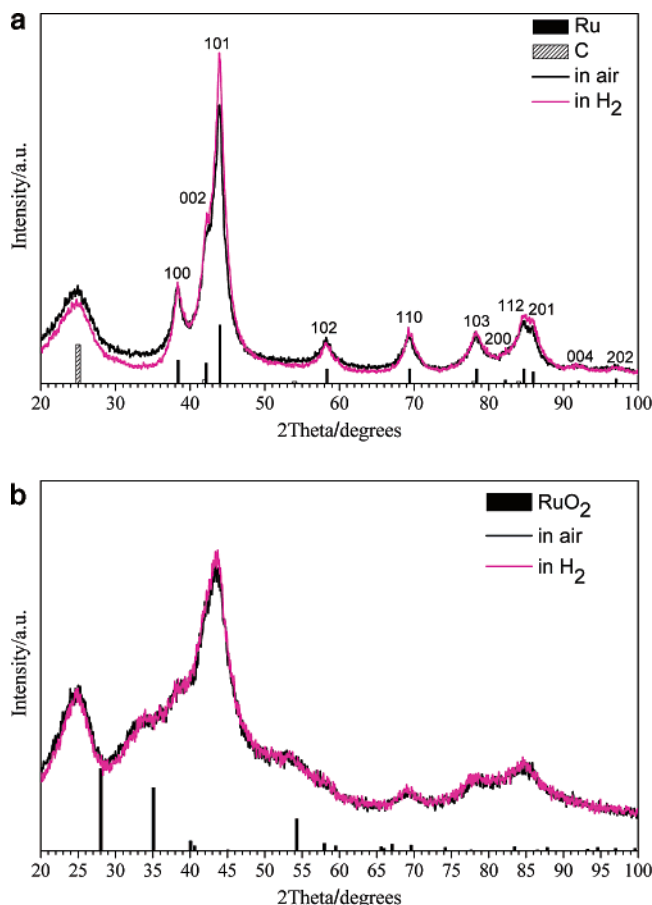 a
101
Ru
C
in air
in H2
002
100
102
110
103
200
112
201
004
202
Intensity/a.u.
20 30 40 50 60 70 80 90 100
2Theta/degrees
b
RuO2
in air
in H2
Intensity/a.u.
20 25 30 35 40 45 50 55 60 65 70 75 80 85 90 95 100
2Theta/degrees